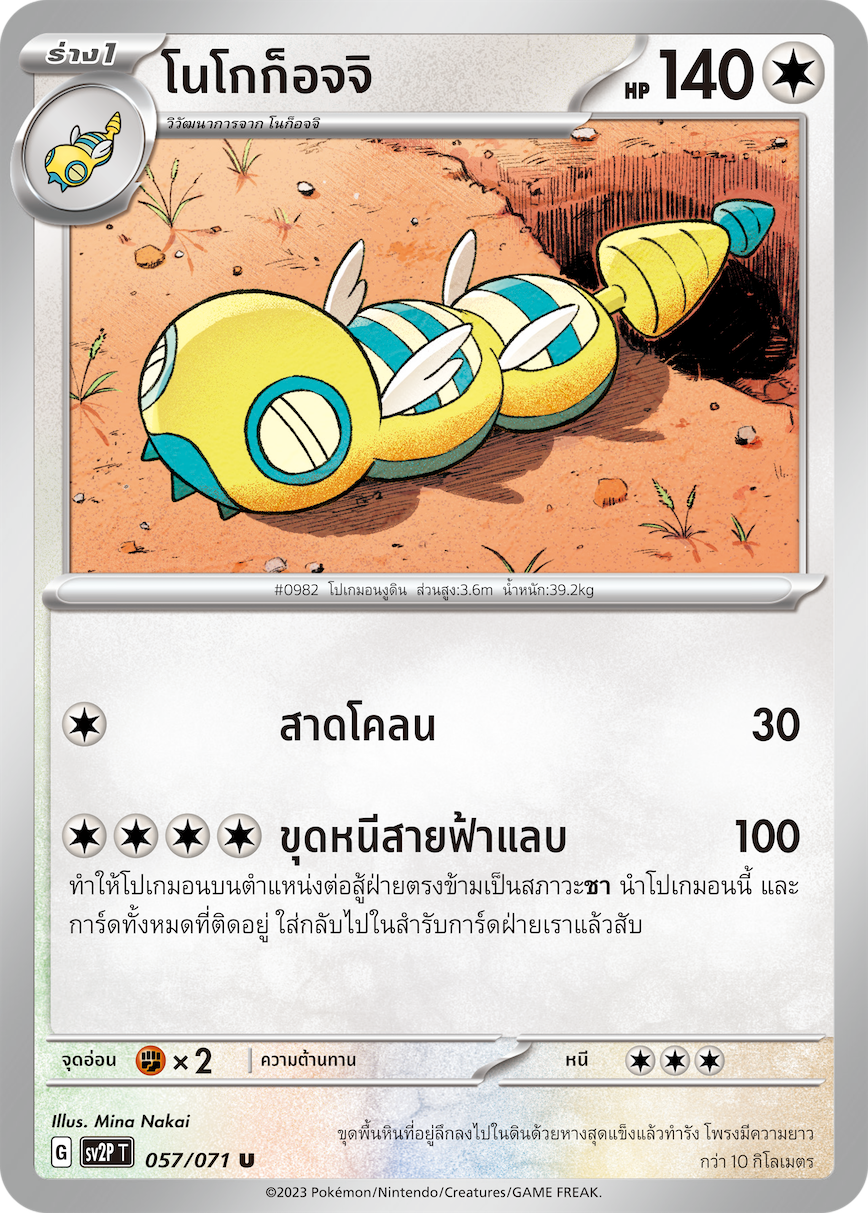 ร่าง1
โนโกก็อจจิ
HP 140
วิวัฒนาการจาก โนก็อจจิ
#0982 โปเกมอนงูดิน ส่วนสูง:3.6m น้ำหนัก:39.2kg
สาดโคลน 30
ขุดหนีสายฟ้าแลบ 100
ทำให้โปเกมอนบนตำแหน่งต่อสู้ฝ่ายตรงข้ามเป็นสภาวะชา นำโปเกมอนนี้ และ
การ์ดทั้งหมดที่ติดอยู่ ใส่กลับไปในสำรับการ์ดฝ่ายเราแล้วสับ
จุดอ่อน ×2 ความต้านทาน หนี
Illus. Mina Nakai
G sv2P T 057/071 U
ขุดพื้นหินที่อยู่ลึกลงไปในดินด้วยหางสุดแข็งแล้วทำรัง โพรงมีความยาว
กว่า 10 กิโลเมตร
©2023 Pokémon/Nintendo/Creatures/GAME FREAK.